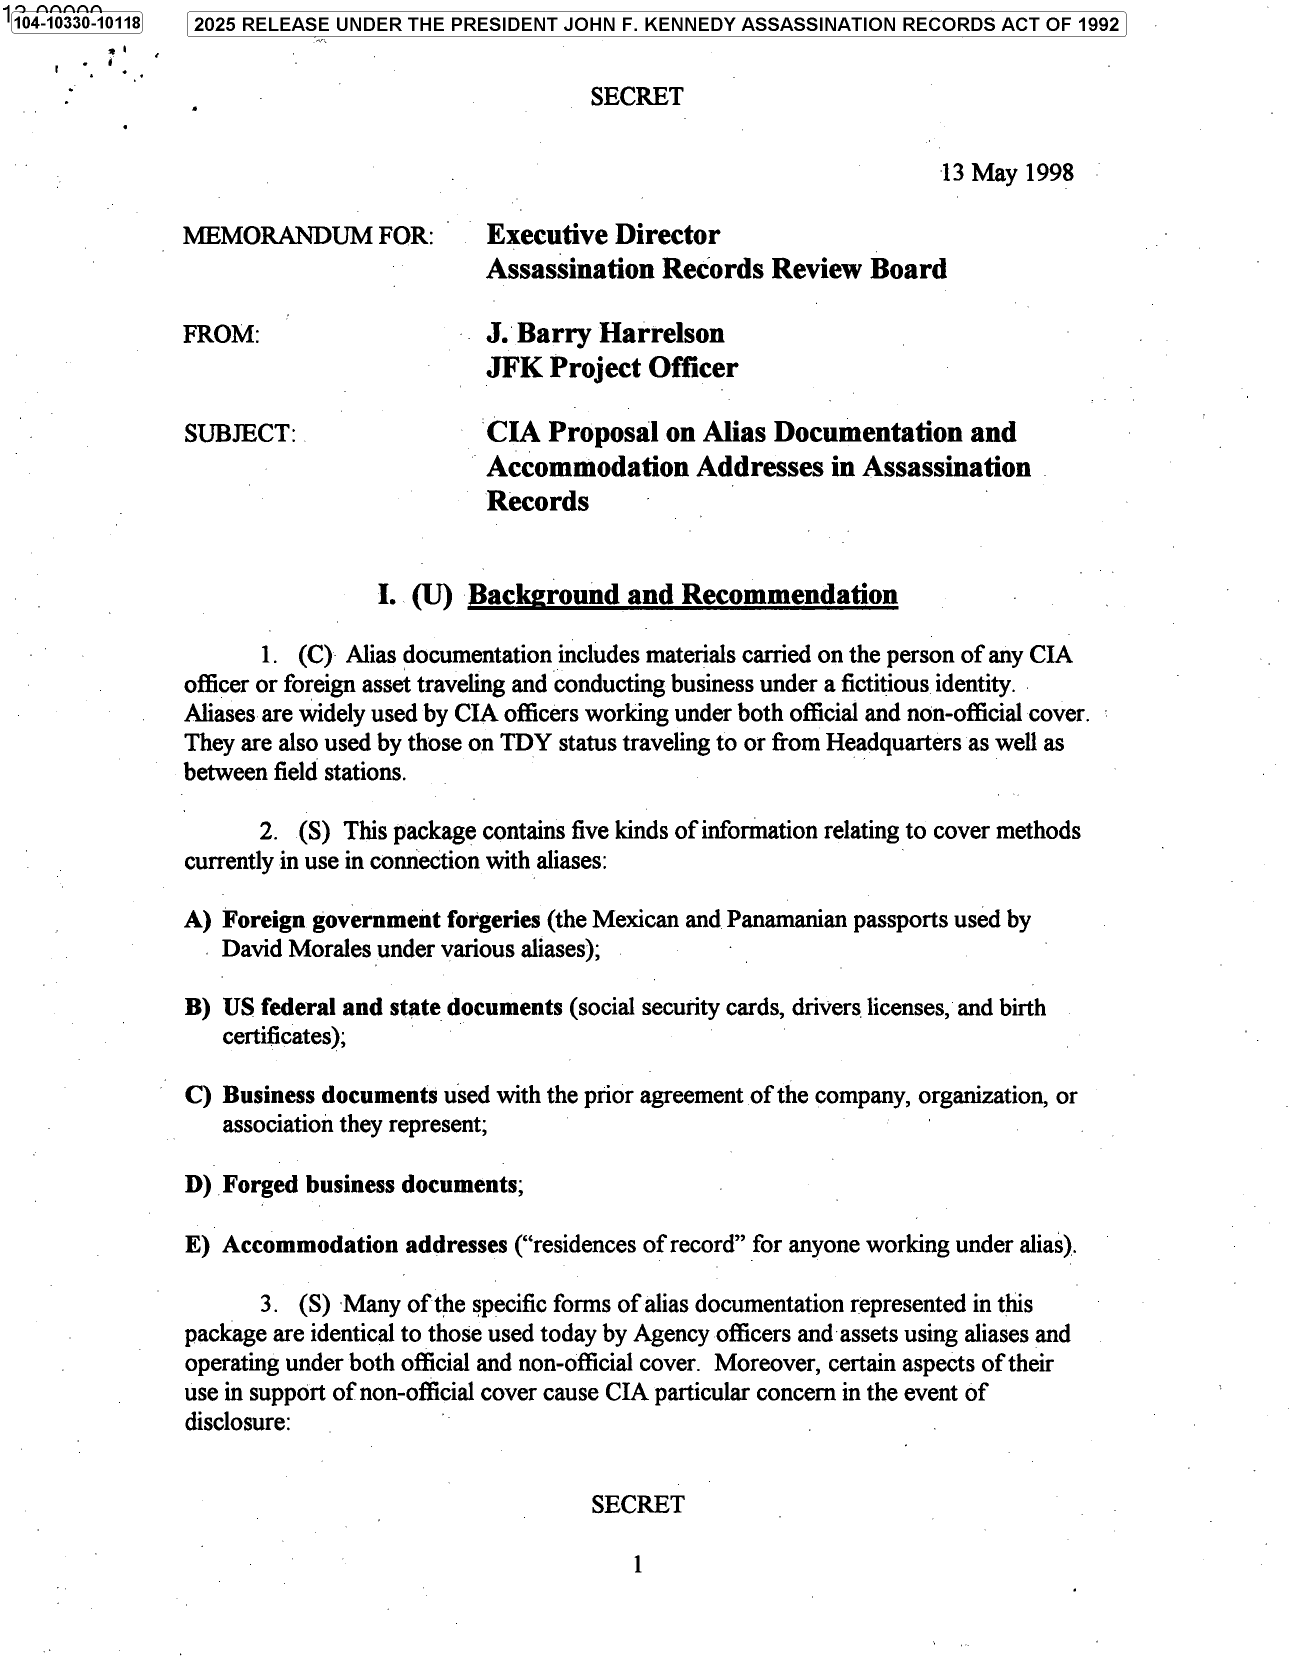 104-10330-10118
2025 RELEASE UNDER THE PRESIDENT JOHN F. KENNEDY ASSASSINATION RECORDS ACT OF 1992
SECRET
13 May 1998
MEMORANDUM FOR: Executive Director
Assassination Records Review Board
FROM: J. Barry Harrelson
JFK Project Officer
SUBJECT: CIA Proposal on Alias Documentation and
Accommodation Addresses in Assassination
Records
I. (U) Background and Recommendation
1. (C) Alias documentation includes materials carried on the person of any CIA
officer or foreign asset traveling and conducting business under a fictitious identity.
Aliases are widely used by CIA officers working under both official and non-official cover.
They are also used by those on TDY status traveling to or from Headquarters as well as
between field stations.
2. (S) This package contains five kinds of information relating to cover methods
currently in use in connection with aliases:
A) Foreign government forgeries (the Mexican and Panamanian passports used by
David Morales under various aliases);
B) US federal and state documents (social security cards, drivers licenses, and birth
certificates);
C) Business documents used with the prior agreement of the company, organization, or
association they represent;
D) Forged business documents;
E) Accommodation addresses ("residences of record" for anyone working under alias).
3. (S) Many of the specific forms of alias documentation represented in this
package are identical to those used today by Agency officers and assets using aliases and
operating under both official and non-official cover. Moreover, certain aspects of their
use in support of non-official cover cause CIA particular concern in the event of
disclosure:
SECRET
1